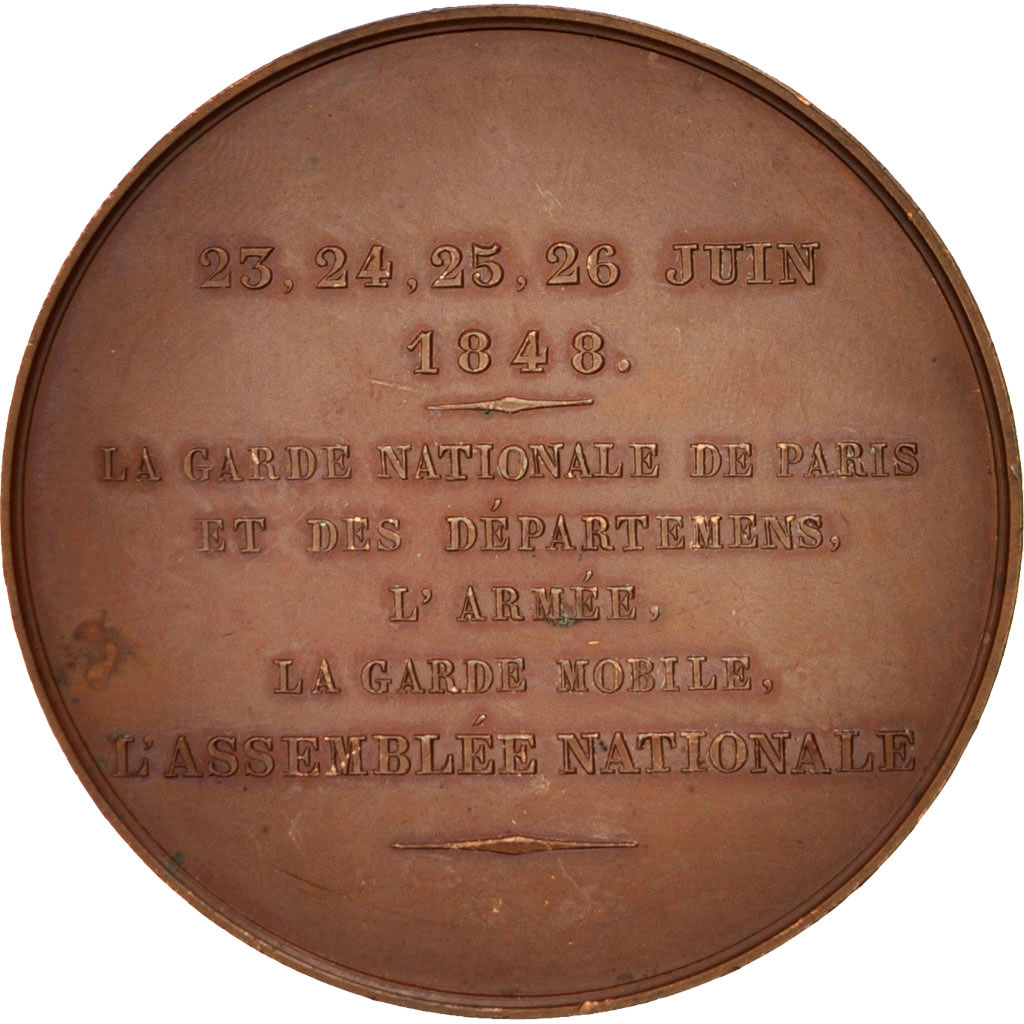 23, 24, 25, 26 JUIN
1848.
LA GARDE NATIONALE DE PARIS
ET DES DÉPARTEMENS,
L'ARMÉE,
LA GARDE MOBILE,
L'ASSEMBLÉE NATIONALE